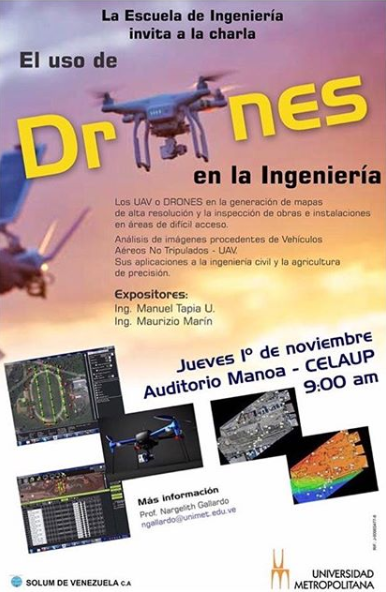 La Escuela de Ingeniería
invita a la charla
El uso de
Drones
en la Ingeniería
Los UAV o DRONES en la generación de mapas
de alta resolución y la inspección de obras e instalaciones
en áreas de difícil acceso.
Análisis de imágenes procedentes de Vehículos
Aéreos No Tripulados - UAV.
Sus aplicaciones a la ingeniería civil y la agricultura
de precisión.
Expositores:
Ing. Manuel Tapia U.
Ing. Maurizio Marín
Jueves 1º de noviembre
Auditorio Manoa - CELAUP
9:00 am
Más información
Prof. Nargelith Gallardo
ngallardo@unimet.edu.ve
SOLUM DE VENEZUELA C.A
UNIVERSIDAD
METROPOLITANA